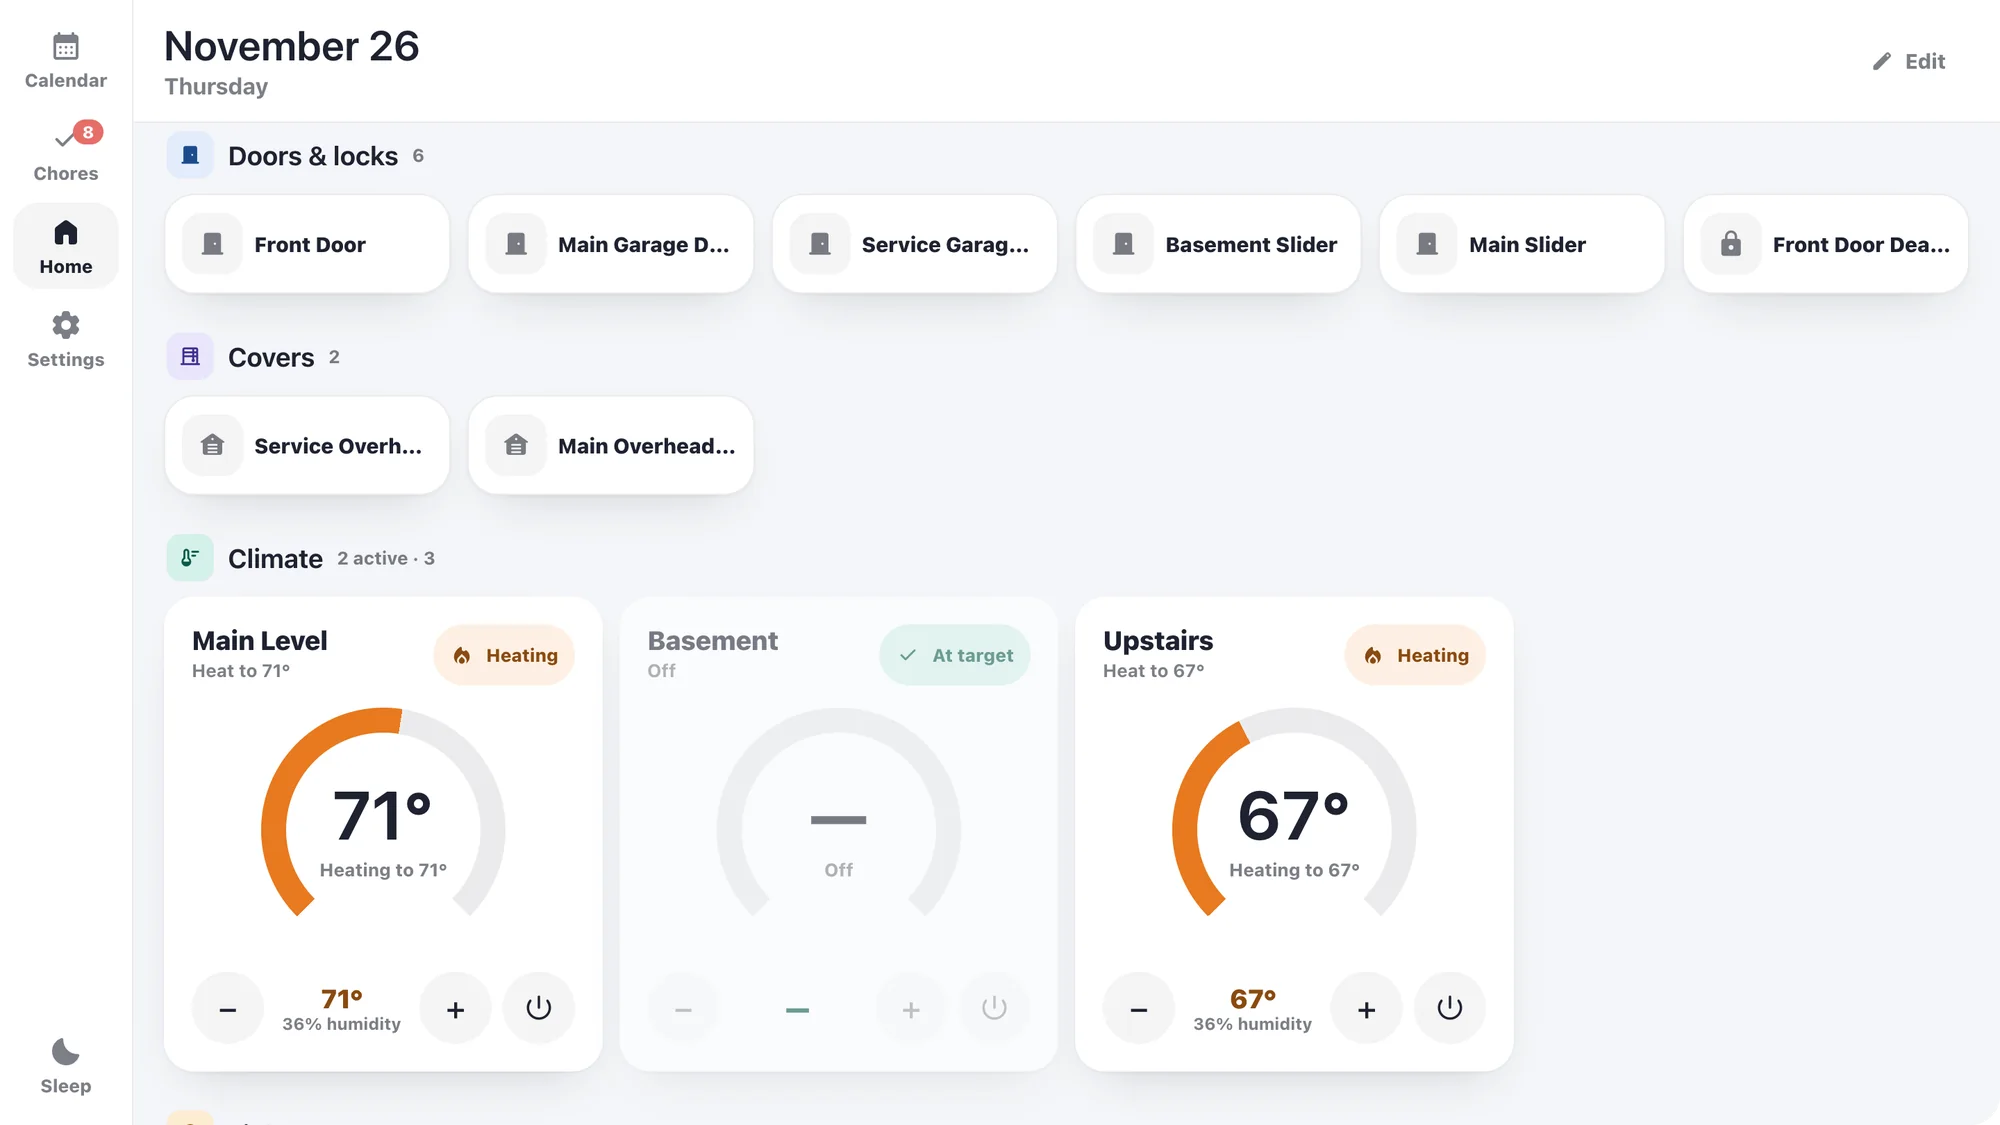 November 26
Thursday
Edit
Calendar
8
Chores
Home
Settings
Sleep
Doors & locks 6
Front Door
Main Garage D...
Service Garag...
Basement Slider
Main Slider
Front Door Dea...
Covers 2
Service Overh...
Main Overhead...
Climate 2 active · 3
Main Level
Heat to 71°
Heating
71°
Heating to 71°
−
71°
36% humidity
+
Basement
Off
At target
—
Off
−
—
+
Upstairs
Heat to 67°
Heating
67°
Heating to 67°
−
67°
36% humidity
+